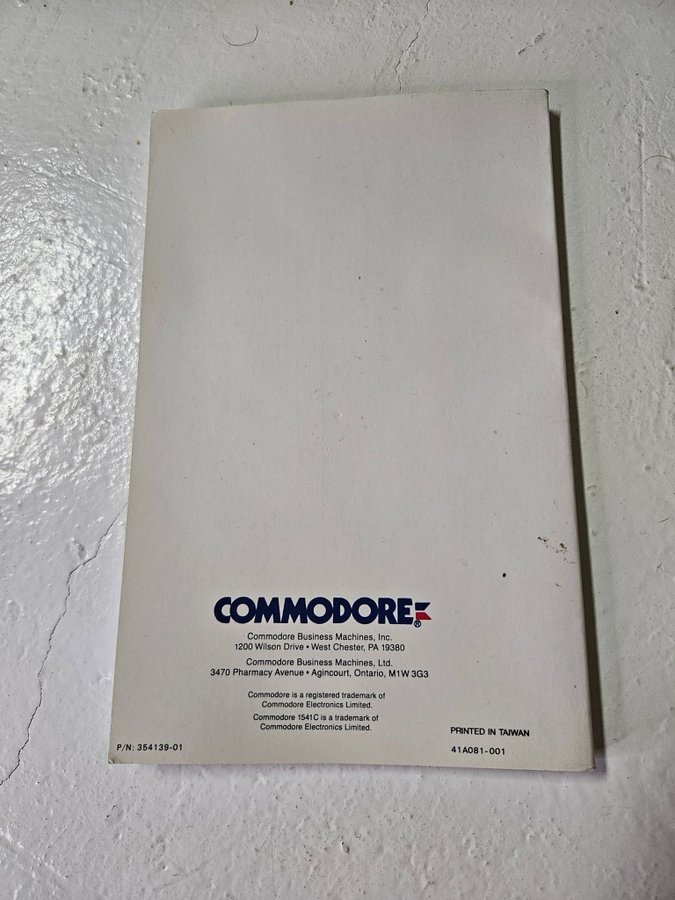 COMMODORE®
Commodore Business Machines, Inc.
1200 Wilson Drive • West Chester, PA 19380
Commodore Business Machines, Ltd.
3470 Pharmacy Avenue • Agincourt, Ontario, M1W 3G3
Commodore is a registered trademark of
Commodore Electronics Limited.
Commodore 1541C is a trademark of
Commodore Electronics Limited.
PRINTED IN TAIWAN
P/N: 354139-01
41A081-001